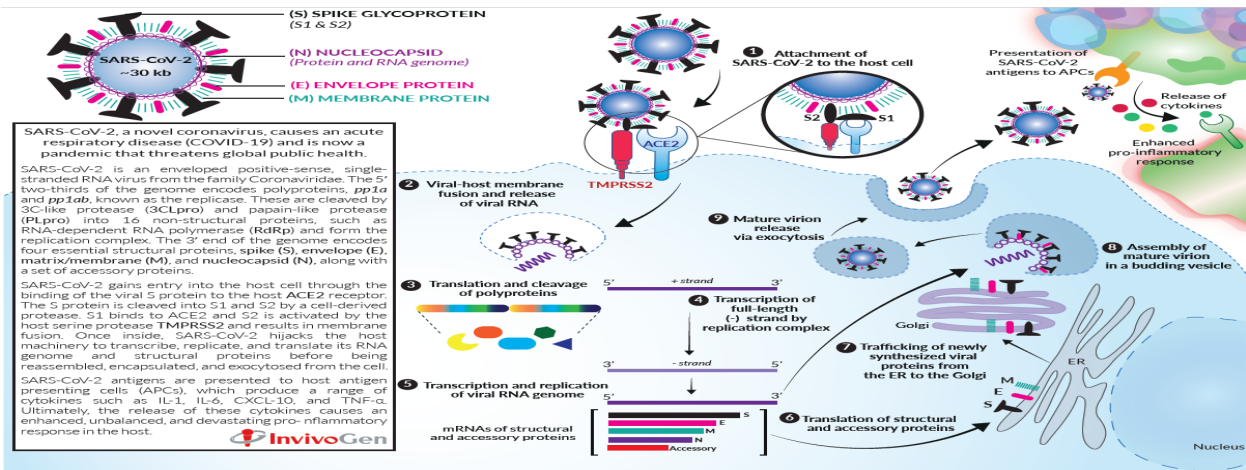 (S) SPIKE GLYCOPROTEIN
(S1 & S2)
(N) NUCLEOCAPSID
(Protein and RNA genome)
(E) ENVELOPE PROTEIN
(M) MEMBRANE PROTEIN
SARS-CoV-2
~30 kb
SARS-CoV-2, a novel coronavirus, causes an acute
respiratory disease (COVID-19) and is now a
pandemic that threatens global public health.
SARS-CoV-2 is an enveloped positive-sense, single-
stranded RNA virus from the family Coronaviridae. The 5'
two-thirds of the genome encodes polyproteins, pp1a
and pp1ab, known as the replicase. These are cleaved by
3C-like protease (3CLpro) and papain-like protease
(PLpro) into 16 non-structural proteins, such as
RNA-dependent RNA polymerase (RdRp) and form the
replication complex. The 3' end of the genome encodes
four essential structural proteins, spike (S), envelope (E),
matrix/membrane (M), and nucleocapsid (N), along with
a set of accessory proteins.
SARS-CoV-2 gains entry into the host cell through the
binding of the viral S protein to the host ACE2 receptor.
The S protein is cleaved into S1 and S2 by a cell-derived
protease. S1 binds to ACE2 and S2 is activated by the
host serine protease TMPRSS2 and results in membrane
fusion. Once inside, SARS-CoV-2 hijacks the host
machinery to transcribe, replicate, and translate its RNA
genome and structural proteins before being
reassembled, encapsulated, and exocytosed from the cell.
SARS-CoV-2 antigens are presented to host antigen
presenting cells (APCs), which produce a range of
cytokines such as IL-1, IL-6, CXCL-10, and TNF-α.
Ultimately, the release of these cytokines causes an
enhanced, unbalanced, and devastating pro- nflammatory
response in the host.
InvivoGen
1 Attachment of
SARS-CoV-2 to the host cell
S2
S1
ACE2
TMPRSS2
2 Viral-host membrane
fusion and release
of viral RNA
3 Translation and cleavage
of polyproteins
5' + strand 3'
4 Transcription of
full-length
(-) strand by
replication complex
3' - strand 5'
5 Transcription and replication
of viral RNA genome
5' 3'
mRNAs of structural
and accessory proteins
S
E
M
N
Accessory
6 Translation of structural
and accessory proteins
7 Trafficking of newly
synthesized viral
proteins from
the ER to the Golgi
Golgi
ER
M
E
S
8 Assembly of
mature virion
in a budding vesicle
9 Mature virion
release
via exocytosis
Presentation of
SARS-CoV-2
antigens to APCs
Release of
cytokines
Enhanced
pro-inflammatory
response
Nucleus